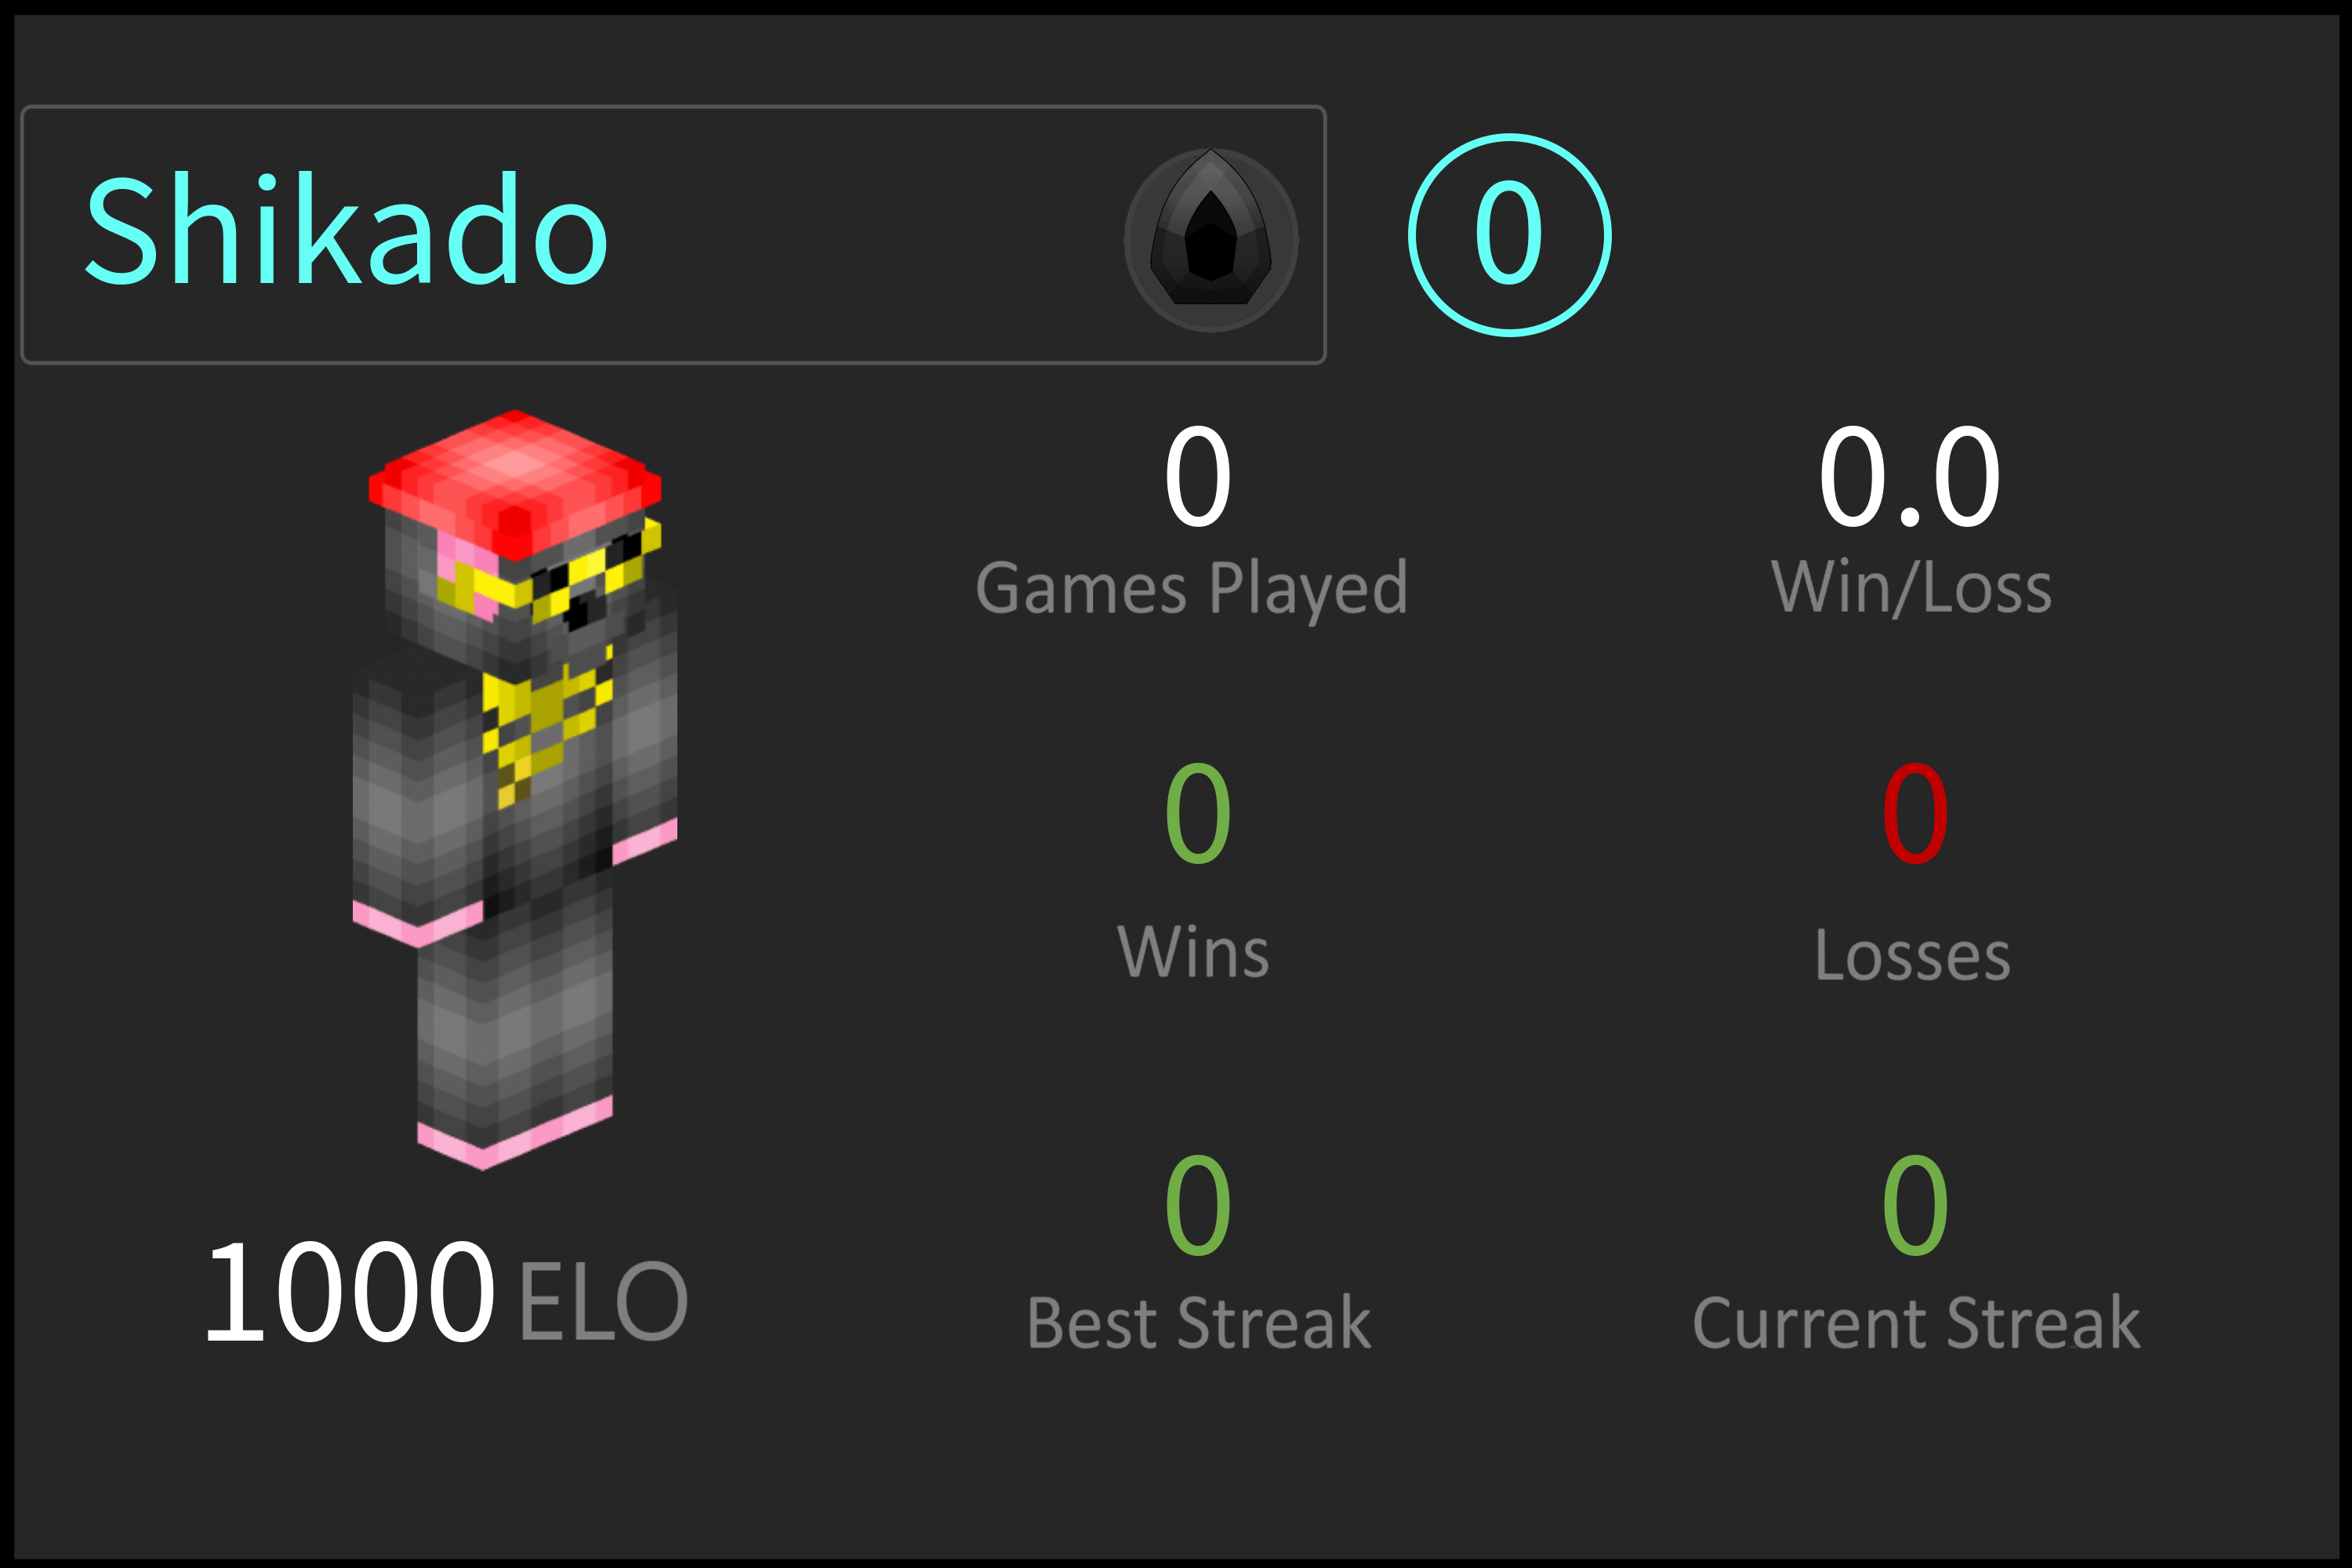 Shikado
0
0
0.0
Games Played
Win/Loss
0
0
Wins
Losses
0
0
1000 ELO
Best Streak
Current Streak